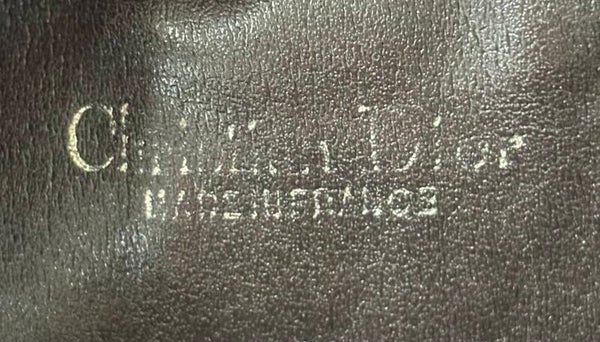 Christian Dior
MADE IN FRANCE